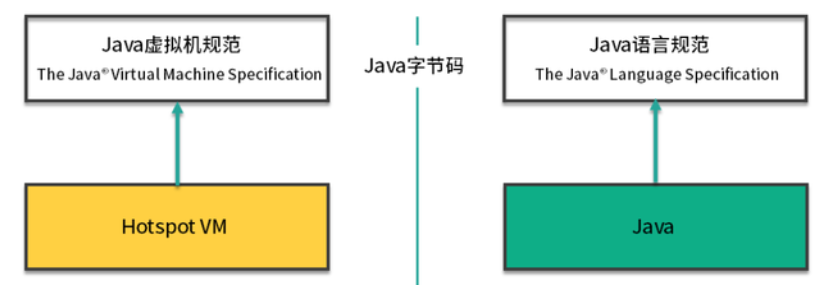 Java虚拟机规范
The Java®Virtual Machine Specification
Java字节码
Java语言规范
The Java®Language Specification
Hotspot VM
Java